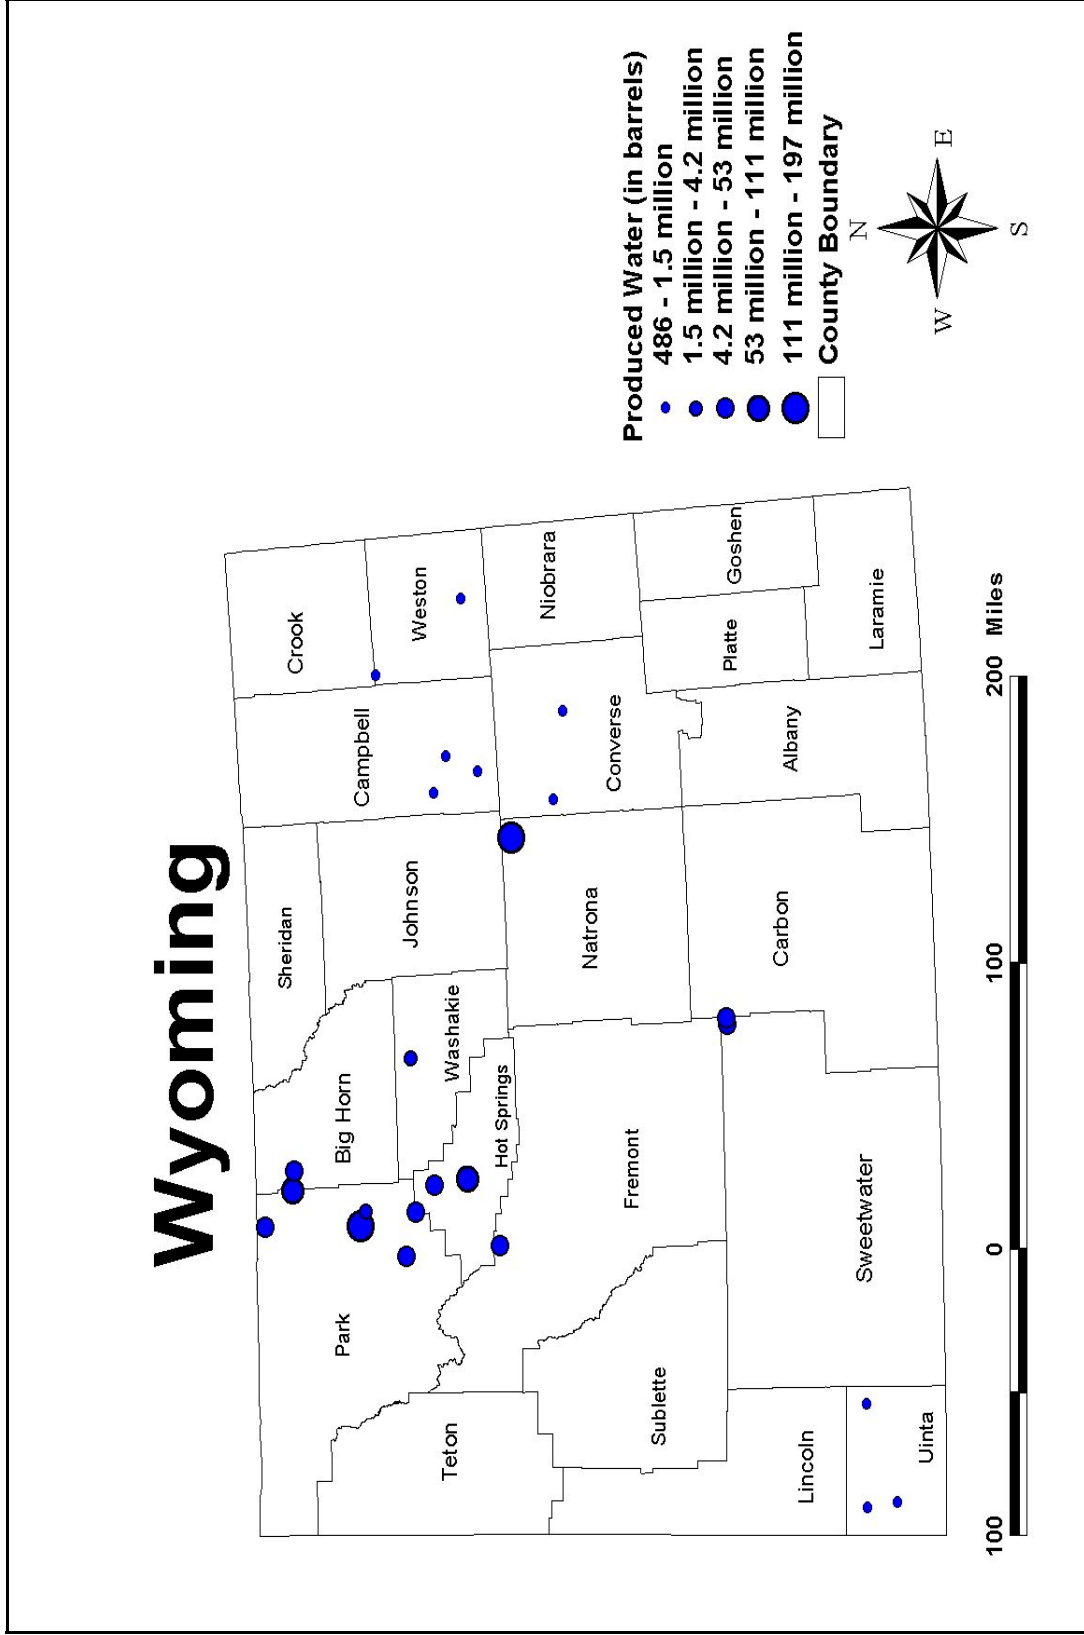 Wyoming
Park
Big Horn
Sheridan
Crook
Campbell
Johnson
Weston
Washakie
Teton
Hot Springs
Niobrara
Fremont
Natrona
Converse
Sublette
Platte
Goshen
Lincoln
Sweetwater
Carbon
Albany
Laramie
Uinta
100 0 100 200 Miles
Produced Water (in barrels)
486 - 1.5 million
1.5 million - 4.2 million
4.2 million - 53 million
53 million - 111 million
111 million - 197 million
County Boundary
N
W E
S